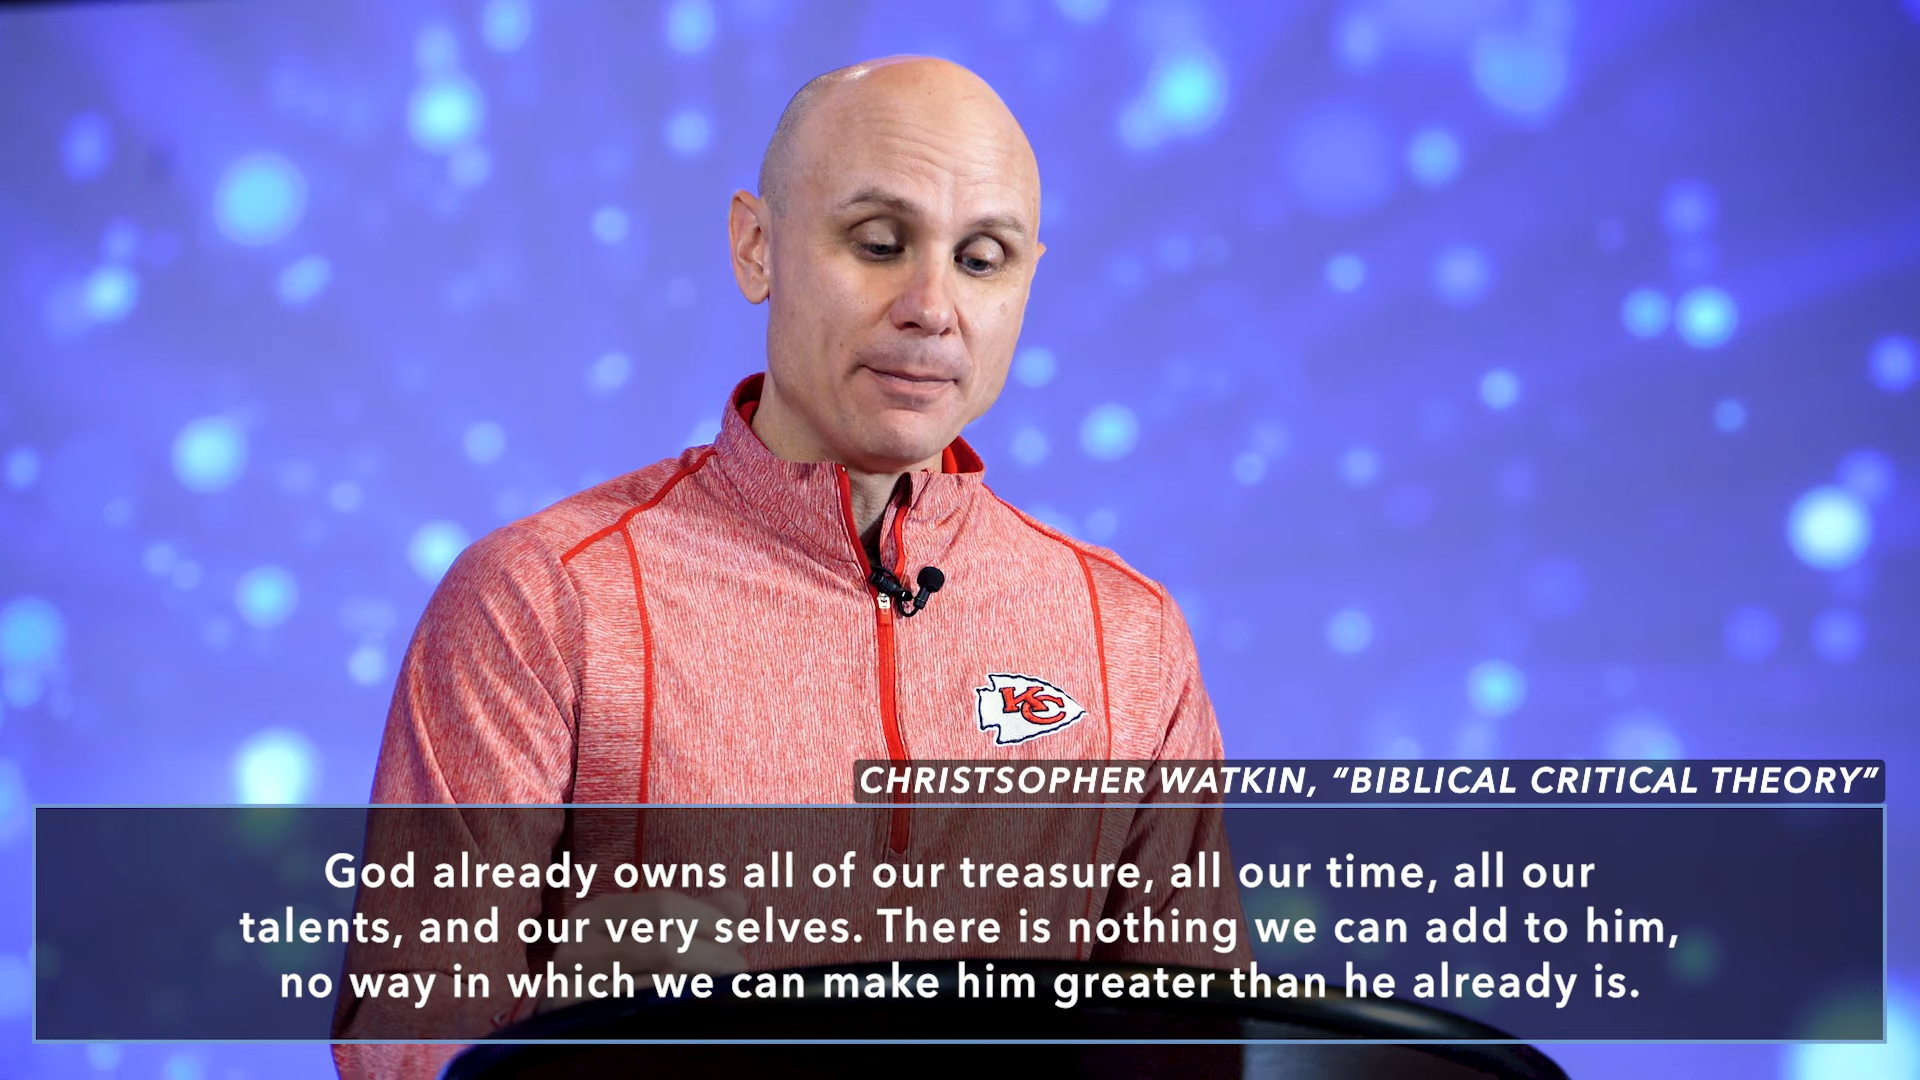 KC
CHRISTSOPHER WATKIN, “BIBLICAL CRITICAL THEORY”
God already owns all of our treasure, all our time, all our
talents, and our very selves. There is nothing we can add to him,
no way in which we can make him greater than he already is.